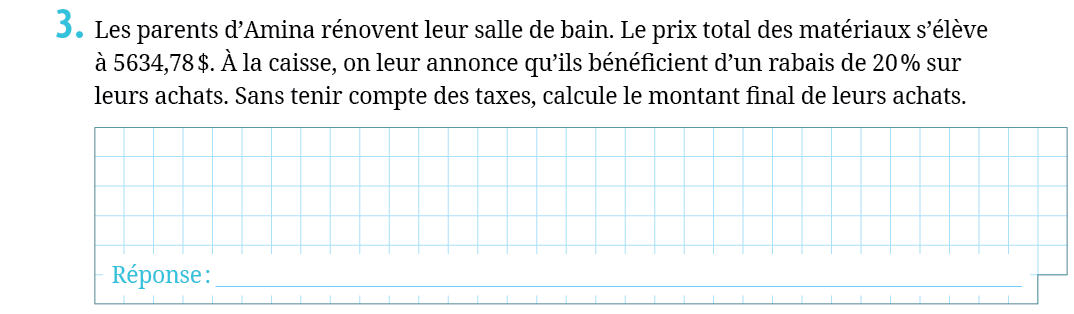 3. Les parents d’Amina rénovent leur salle de bain. Le prix total des matériaux s’élève
à 5634,78 $. À la caisse, on leur annonce qu’ils bénéficient d’un rabais de 20 % sur
leurs achats. Sans tenir compte des taxes, calcule le montant final de leurs achats.
Réponse :